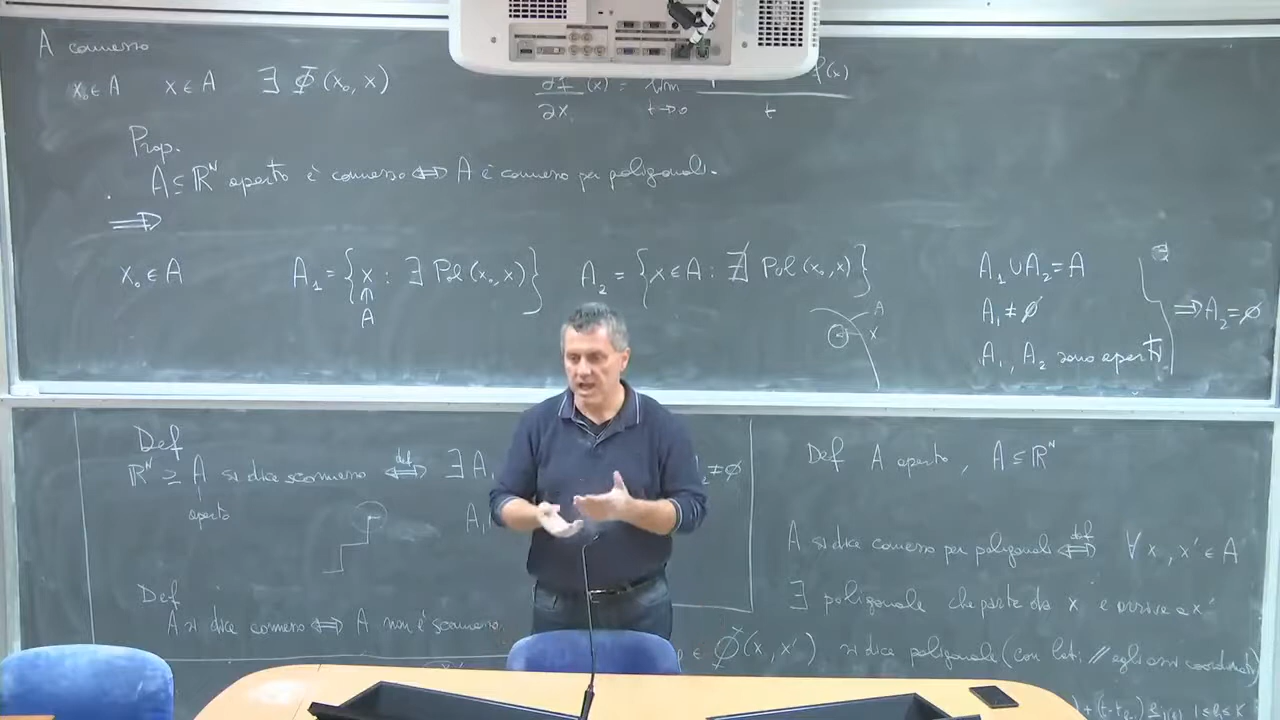 A connesso
x₀ ∈ A   x ∈ A   ∃ Φ(x₀, x)
∂f/∂x (x) = lim t→0   f(x) / t
Prop.
A ⊆ ℝᴺ aperto è connesso ⟺ A è connesso per poligonali.
⟹
x₀ ∈ A   A₁ = {x : ∃ Pol(x₀, x)}   A₂ = {x ∈ A : ∄ Pol(x₀, x)}   A₁ ∪ A₂ = A
↑
A
A
x
A₁ ≠ ∅   ⟹ A₂ = ∅
A₁, A₂ sono aperti
Def
ℝᴺ ⊇ A si dice sconnesso ⟺ def ∃ A₁   ₂ ≠ ∅
aperto   A₁
Def
A si dice connesso ⟺ A non è sconnesso
Def A aperto, A ⊆ ℝᴺ
A si dice connesso per poligonali ⟺ def ∀ x, x' ∈ A
∃ poligonale che parte da x e arriva a x'
∈ Φ(x, x') si dice poligonale (con lati // agli assi coordinati)